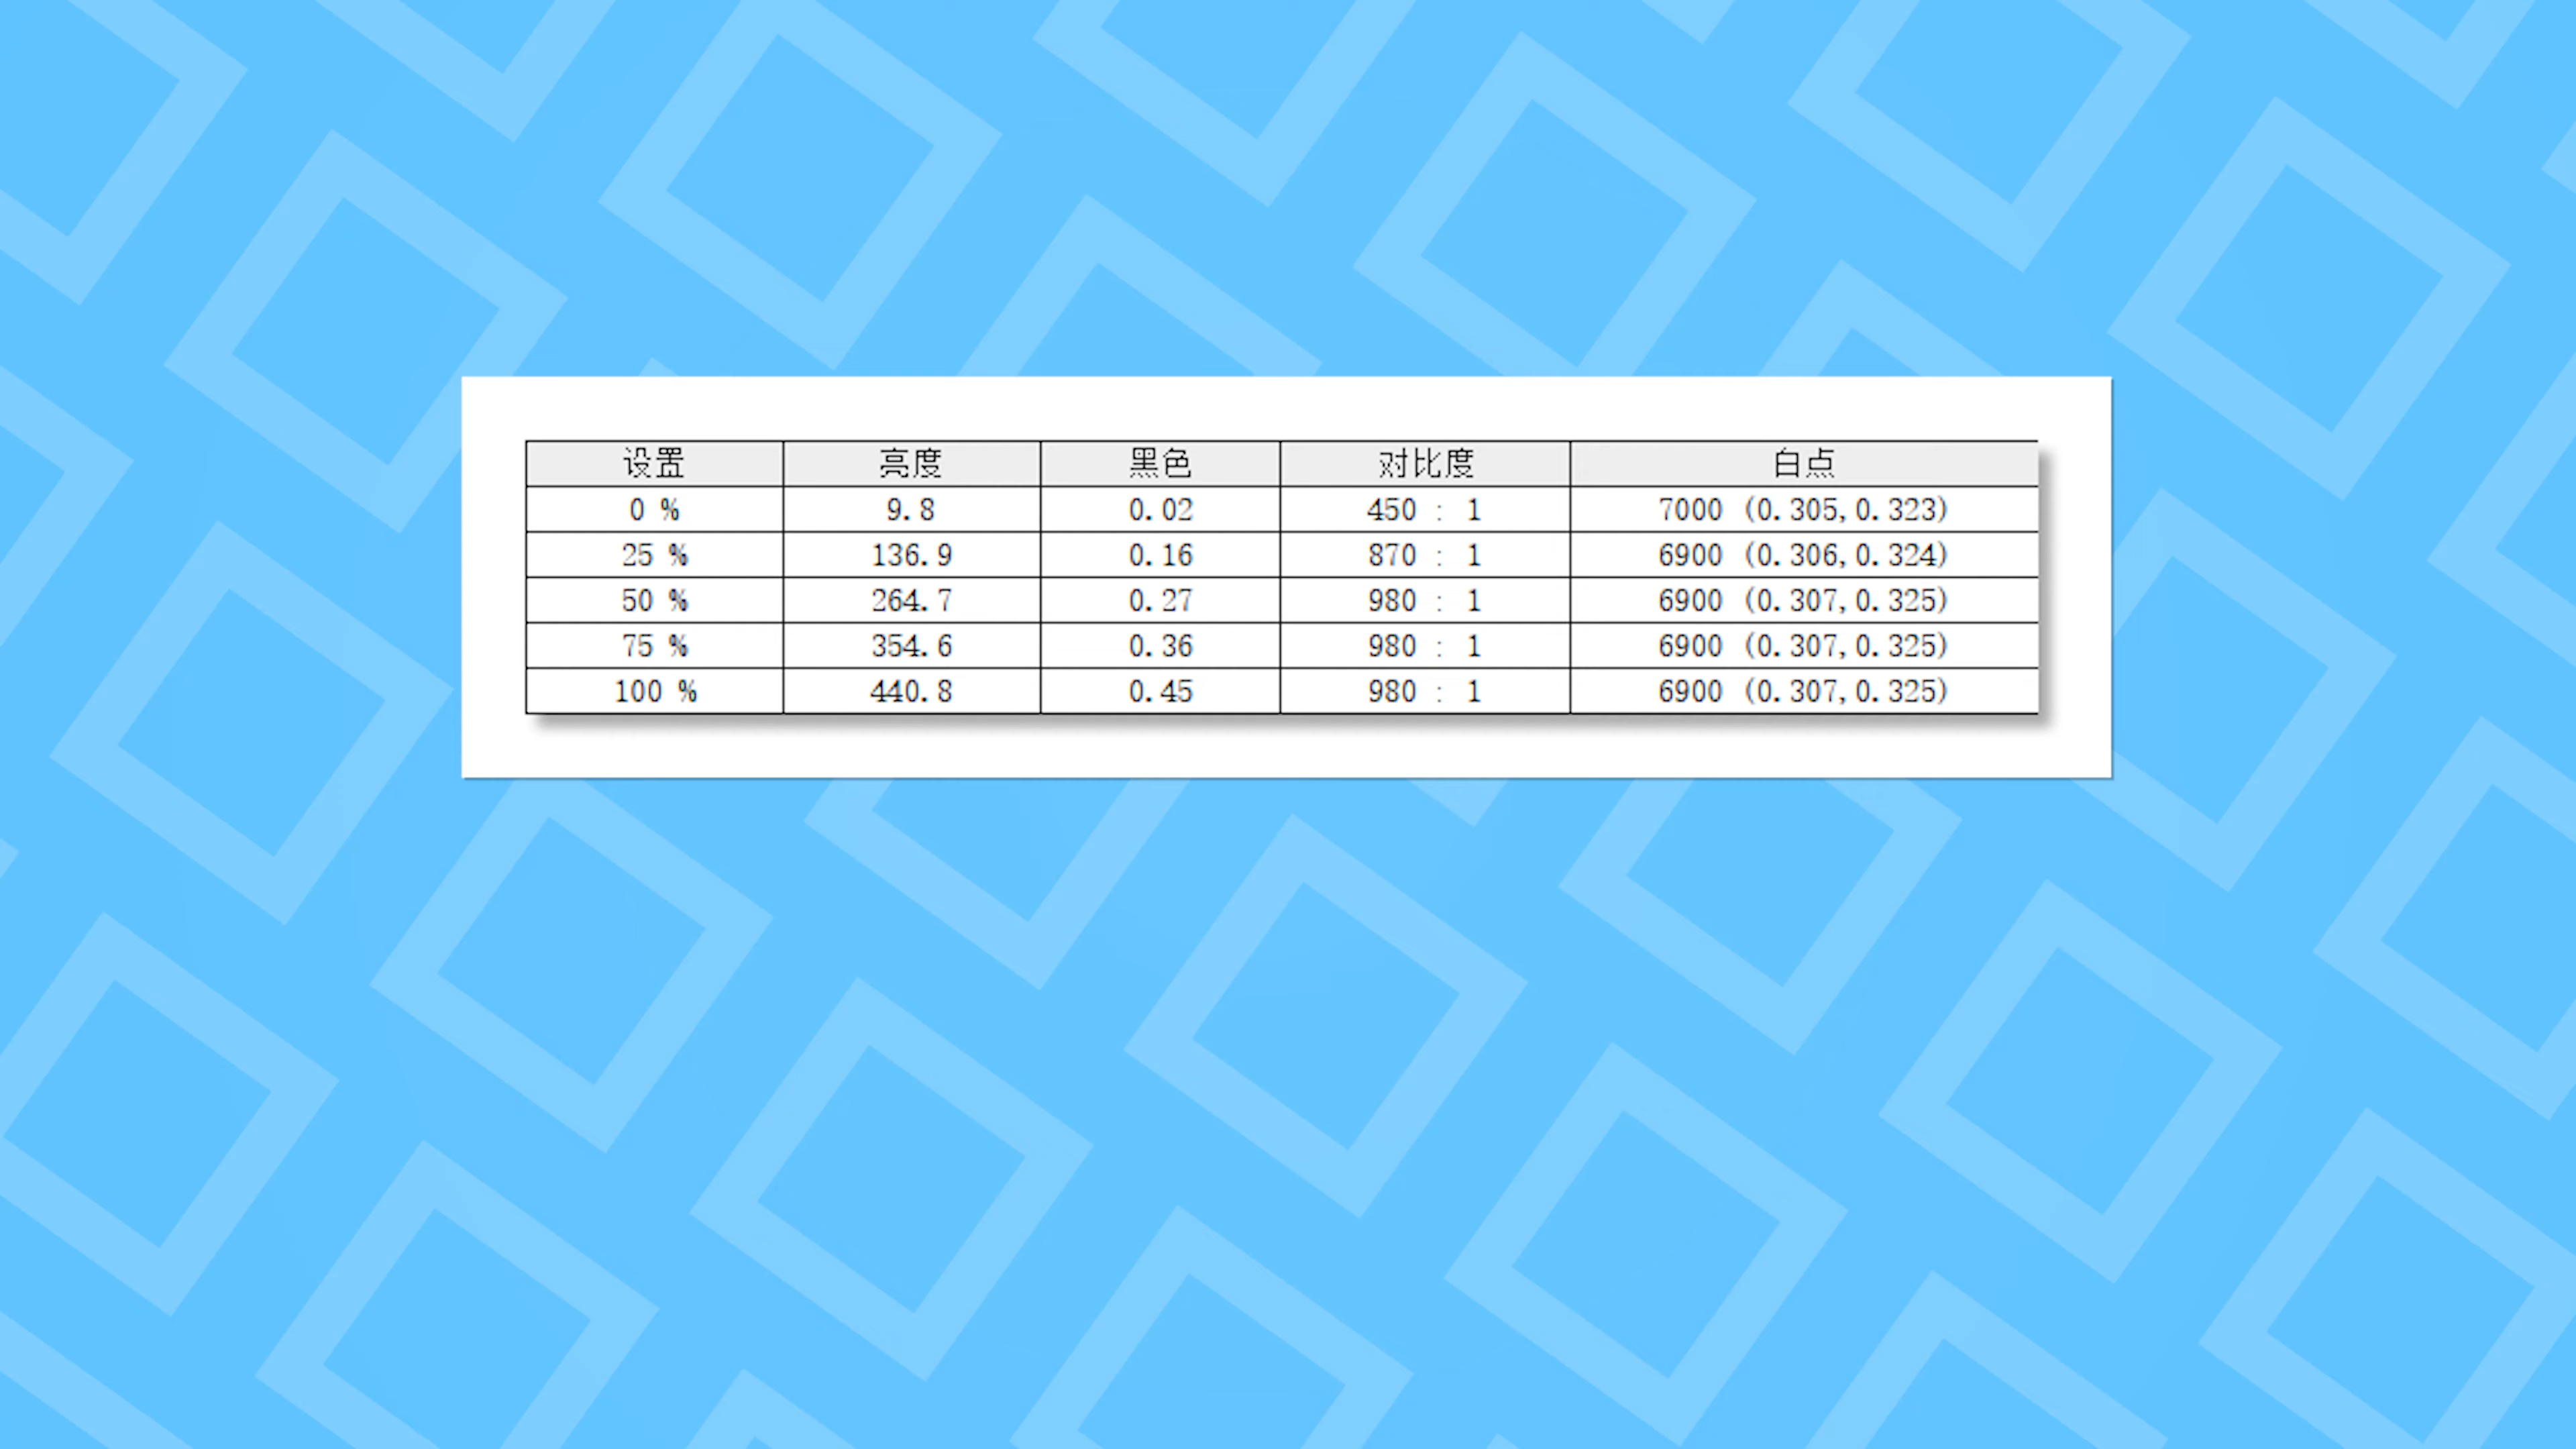 设置 亮度 黑色 对比度 白点
0 % 9.8 0.02 450 : 1 7000 (0.305,0.323)
25 % 136.9 0.16 870 : 1 6900 (0.306,0.324)
50 % 264.7 0.27 980 : 1 6900 (0.307,0.325)
75 % 354.6 0.36 980 : 1 6900 (0.307,0.325)
100 % 440.8 0.45 980 : 1 6900 (0.307,0.325)